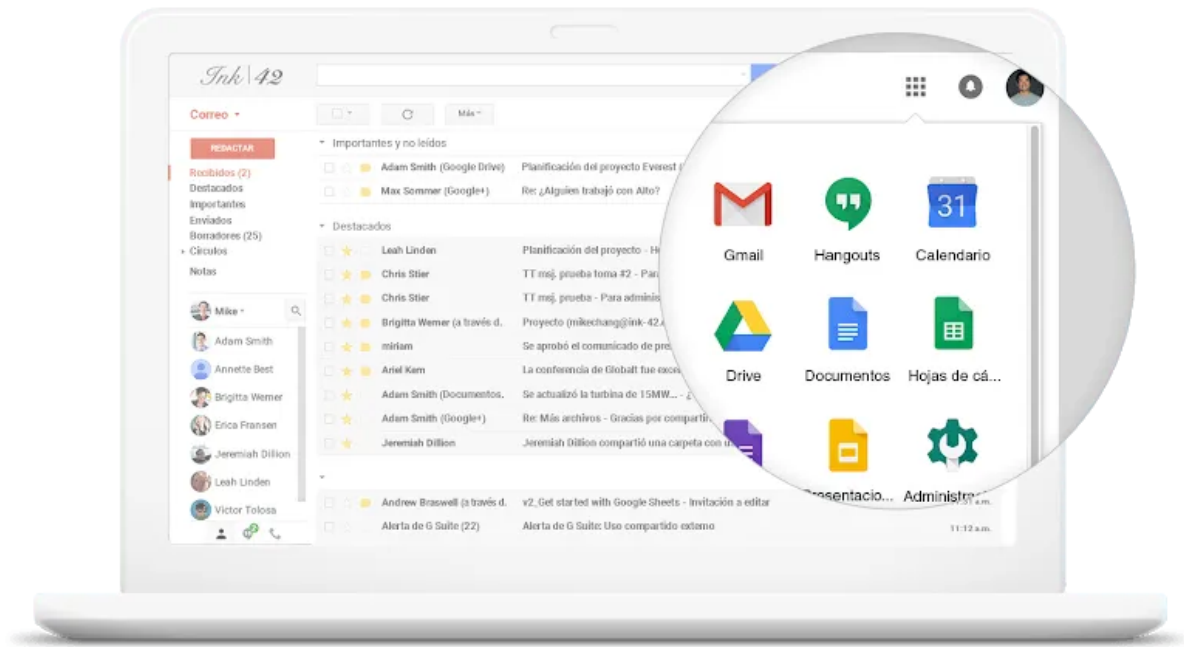 Ink|42
Correo
Más
REDACTAR
Importantes y no leídos
Recibidos (2)
Adam Smith (Google Drive) Planificación del proyecto Everest (
Destacados
Max Sommer (Google+) Re: ¿Alguien trabajó con Alto?
Importantes
Enviados
Destacados
Borradores (25)
Círculos
Leah Linden Planificación del proyecto - H
Notas
Chris Stier TT msj. prueba toma #2 - Par
Chris Stier TT msj. prueba - Para adminis
Mike
Brigitta Werner (a través d. Proyecto (mikechang@ink-42.
Adam Smith
miriam Se aprobó el comunicado de pre
Annette Best
Ariel Kern La conferencia de Globalt fue exce
Brigitta Werner
Adam Smith (Documentos. Se actualizó la turbina de 15MW... - ¿
Erica Fransen
Adam Smith (Google+) Re: Más archivos - Gracias por compartir
Jeremiah Dillion
Jeremiah Dillion Jeremiah Dillion compartió una carpeta con u
Leah Linden
Andrew Braswell (a través d. v2_Get started with Google Sheets - Invitación a editar
Victor Tolosa
Alerta de G Suite (22) Alerta de G Suite: Uso compartido externo 11:12 a.m.
31
Gmail Hangouts Calendario
Drive Documentos Hojas de cá...
Presentacio... Administra